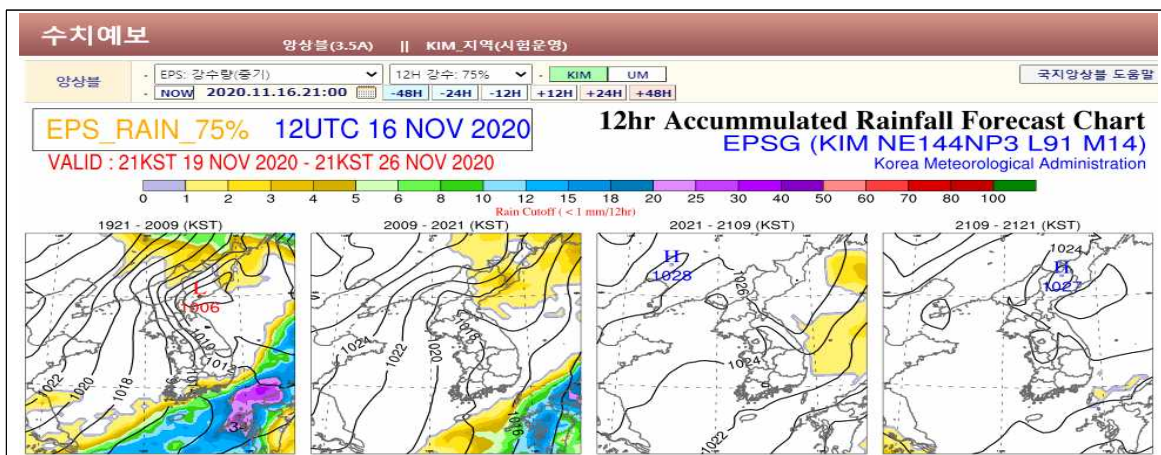 수치예보 앙상블(3.5A) || KIM_지역(시험운영)
앙상블 - EPS: 강수량(중기) 12H 강수: 75% - KIM UM 국지앙상블 도움말
- NOW 2020.11.16.21:00 -48H -24H -12H +12H +24H +48H
EPS_RAIN_75% 12UTC 16 NOV 2020 12hr Accummulated Rainfall Forecast Chart
EPSG (KIM NE144NP3 L91 M14)
VALID : 21KST 19 NOV 2020 - 21KST 26 NOV 2020 Korea Meteorological Administration
0 1 2 3 4 5 6 8 10 12 15 18 20 25 30 40 50 60 70 80 100
Rain Cutoff ( < 1 mm/12hr)
1921 - 2009 (KST) 2009 - 2021 (KST) 2021 - 2109 (KST) 2109 - 2121 (KST)
L
1006
1022 1020 1018
1024 1022 1020 1018
1016
H
1028
1026
1024
1022
1024
H
1027